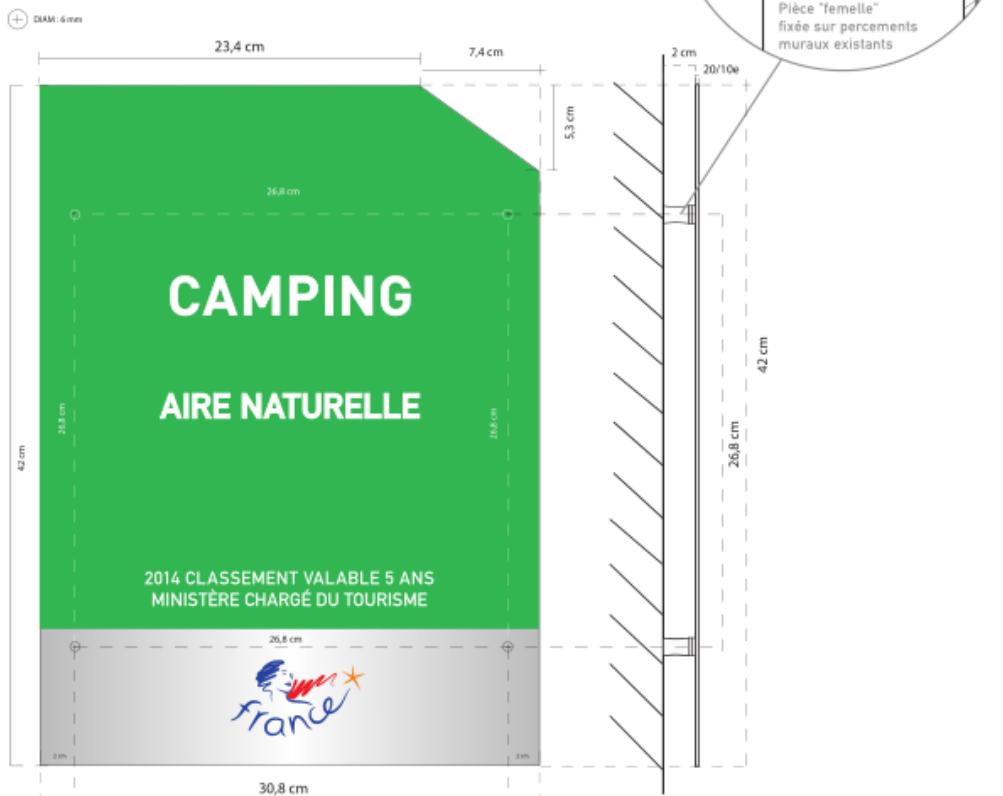 DIAM : 6 mm
23,4 cm
7,4 cm
Pièce "femelle"
fixée sur percements
muraux existants
2 cm
20/10e
5,3 cm
26,8 cm
CAMPING
AIRE NATURELLE
26,8 cm
26,8 cm
42 cm
42 cm
26,8 cm
2014 CLASSEMENT VALABLE 5 ANS
MINISTÈRE CHARGÉ DU TOURISME
26,8 cm
france
2 cm
2 cm
30,8 cm